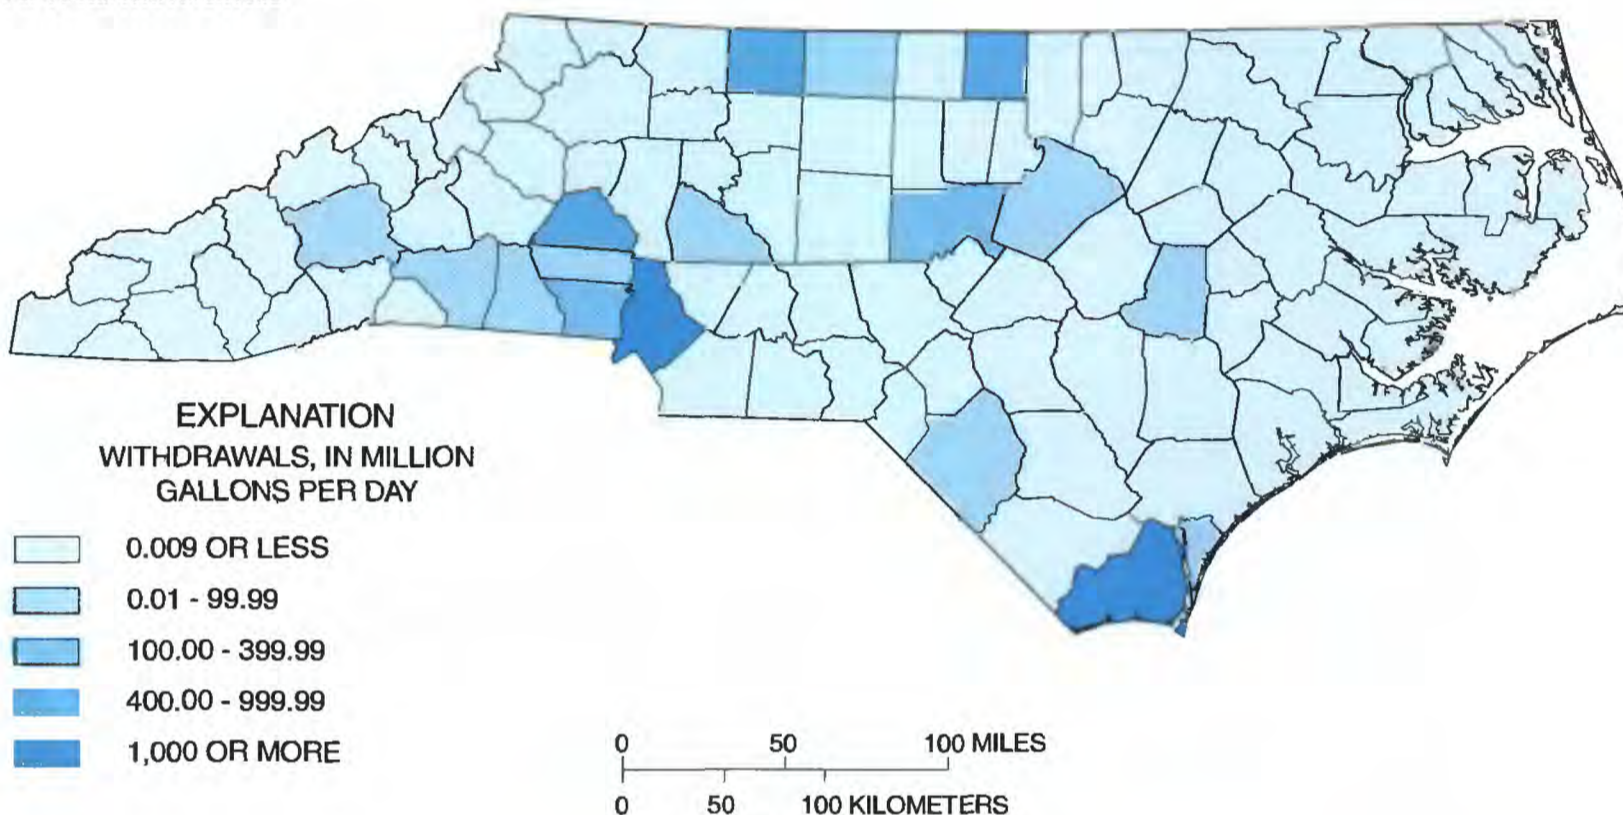 EXPLANATION
WITHDRAWALS, IN MILLION
GALLONS PER DAY
0.009 OR LESS
0.01 - 99.99
100.00 - 399.99
400.00 - 999.99
1,000 OR MORE
0 50 100 MILES
0 50 100 KILOMETERS